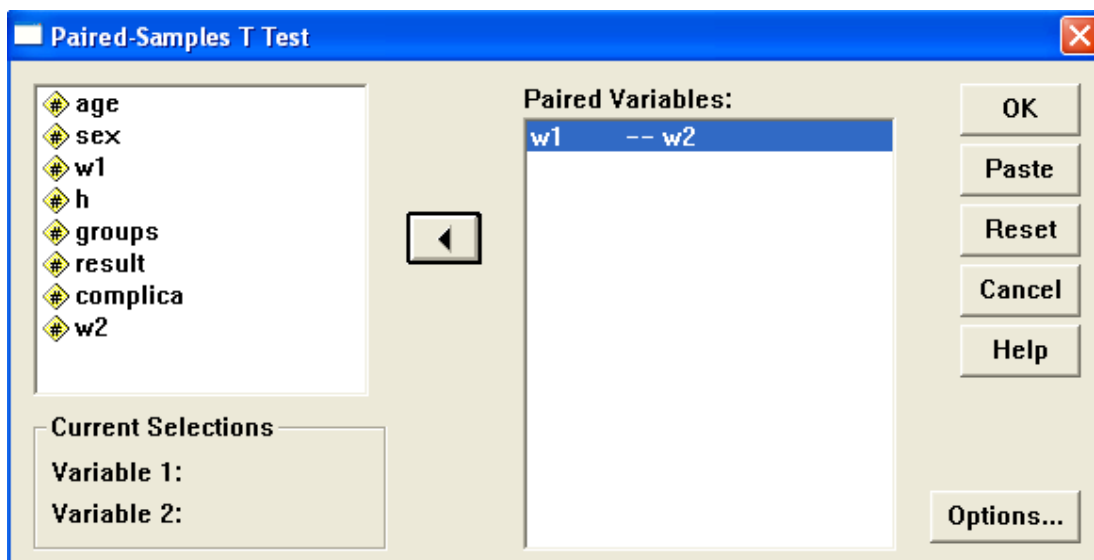 Paired-Samples T Test
# age
# sex
# w1
# h
# groups
# result
# complica
# w2
Current Selections
Variable 1:
Variable 2:
Paired Variables:
w1 -- w2
OK
Paste
Reset
Cancel
Help
Options...